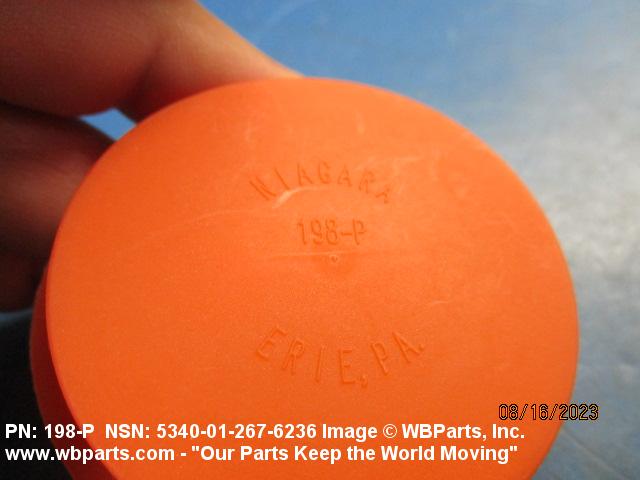 NIAGARA
198-P
ERIE, PA.
08/16/2023
PN: 198-P  NSN: 5340-01-267-6236 Image © WBParts, Inc.
www.wbparts.com - "Our Parts Keep the World Moving"